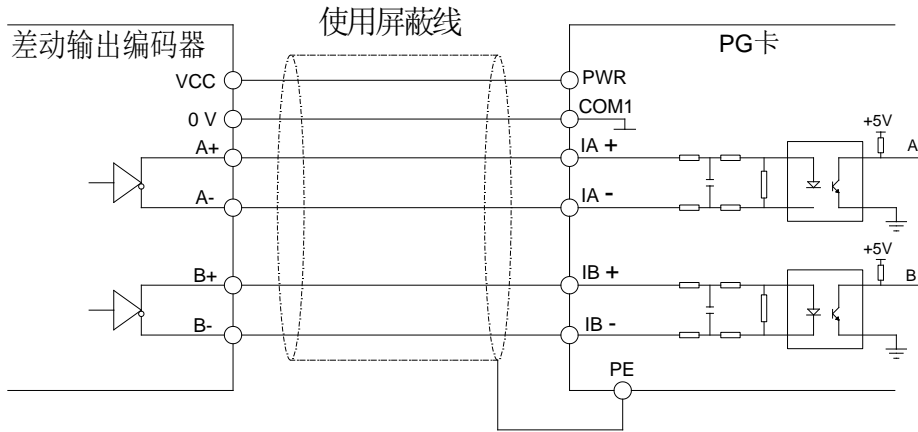 使用屏蔽线
差动输出编码器
PG卡
VCC
PWR
0 V
COM1
A+
IA +
+5V
A
A-
IA -
B+
IB +
+5V
B
B-
IB -
PE